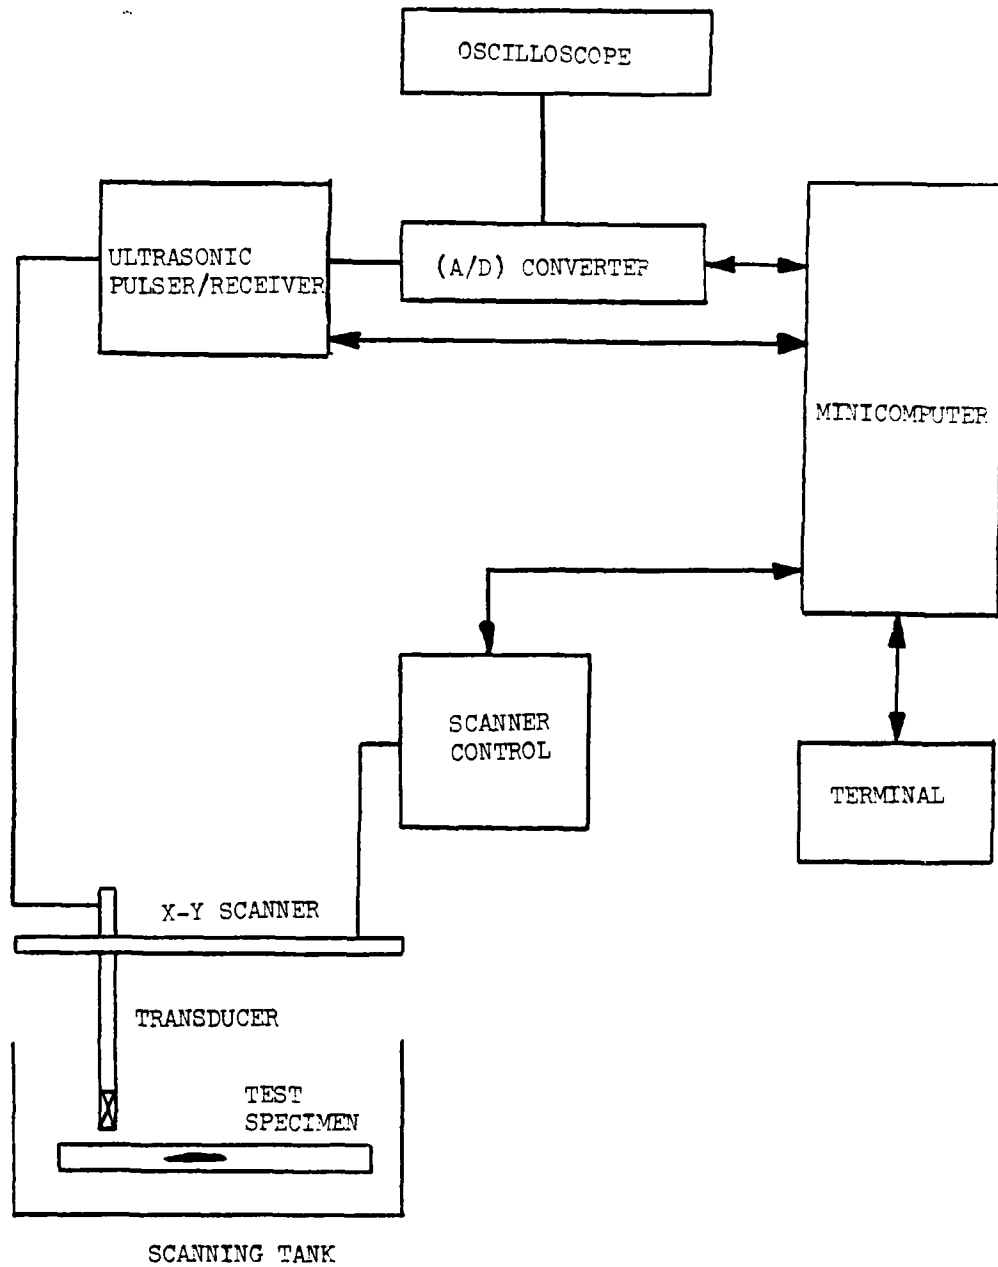 OSCILLOSCOPE
ULTRASONIC
PULSER/RECEIVER
(A/D) CONVERTER
MINICOMPUTER
SCANNER
CONTROL
TERMINAL
X-Y SCANNER
TRANSDUCER
TEST
SPECIMEN
SCANNING TANK